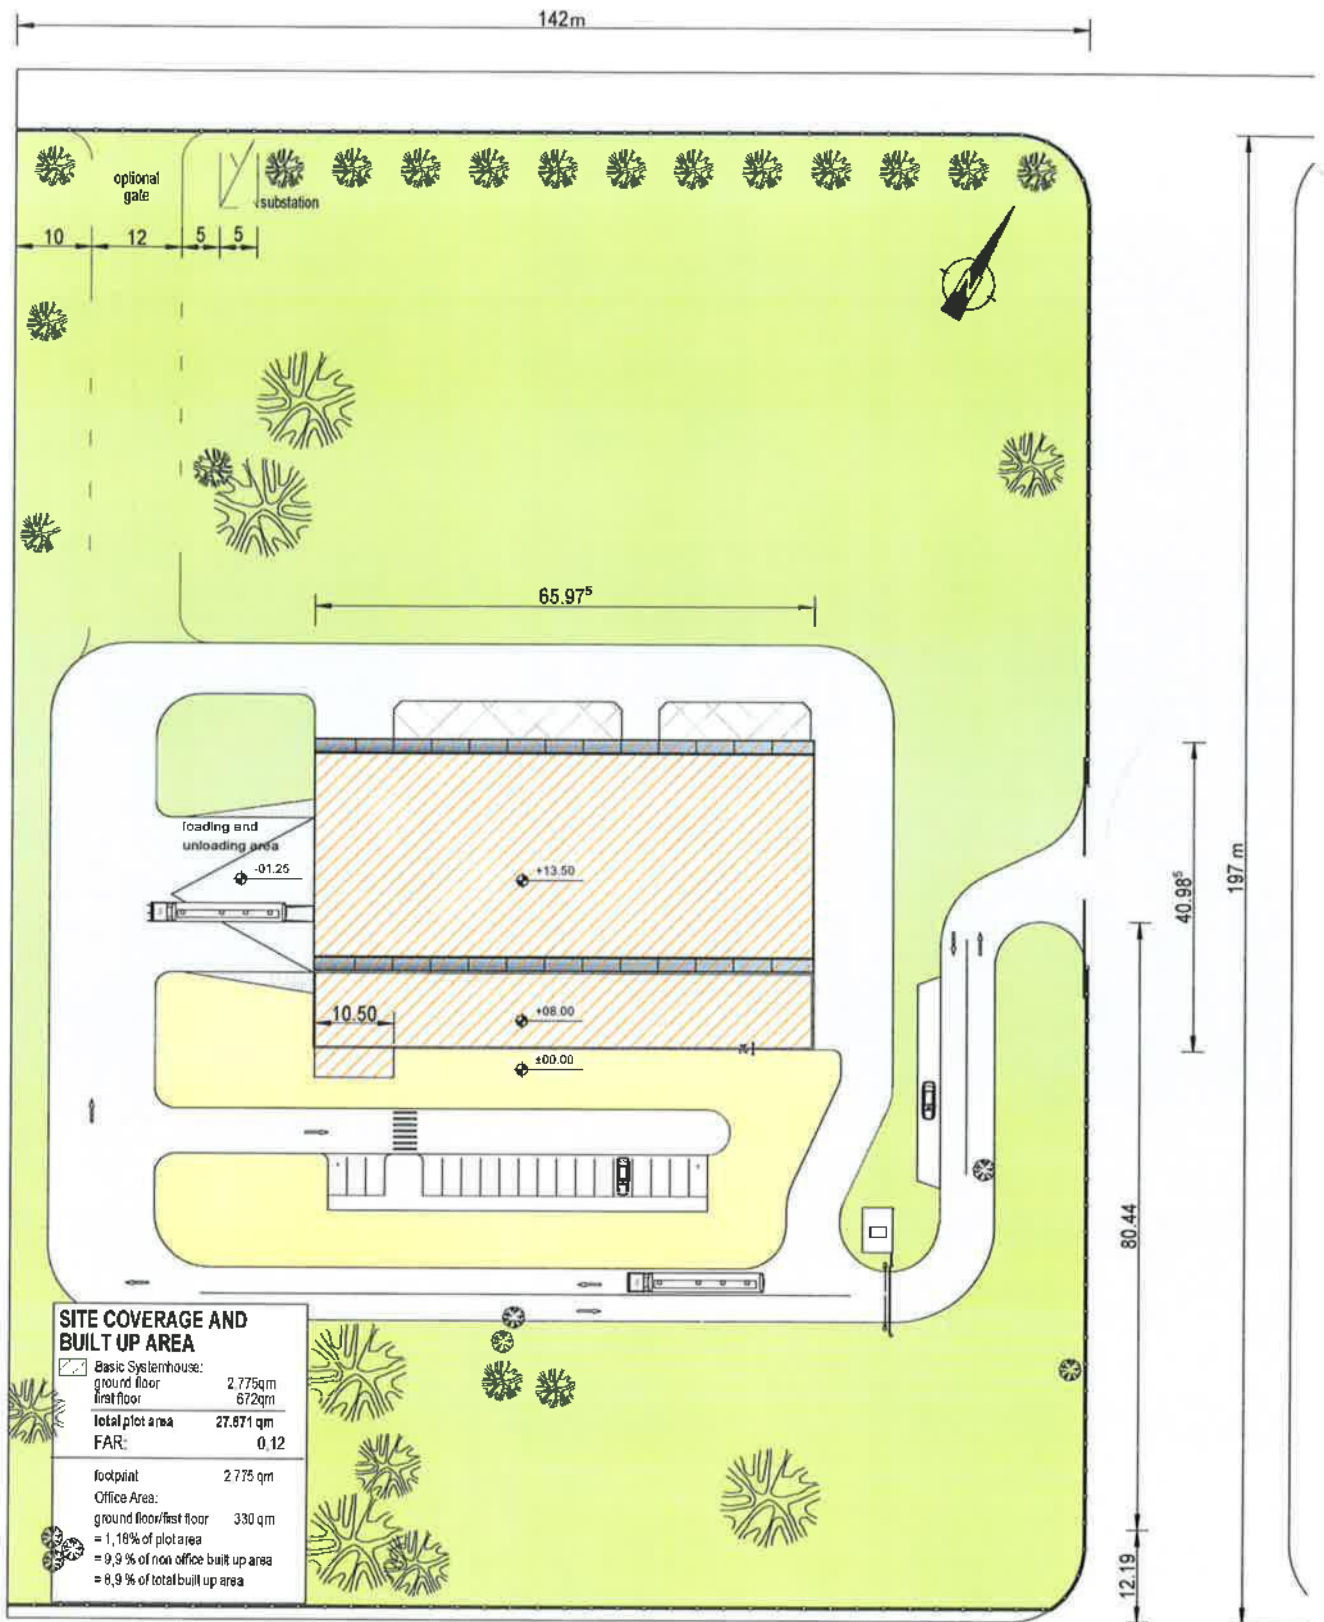 142m
optional
gate
substation
10
12
5
5
65.97⁵
loading and
unloading area
-01.25
+13.50
40.98⁵
197 m
10.50
+08.00
±00.00
80.44
12.19
SITE COVERAGE AND
BUILT UP AREA
Basic Systemhouse:
ground floor 2.775qm
first floor 672qm
total plot area 27.871 qm
FAR: 0,12
footprint 2.775 qm
Office Area:
ground floor/first floor 330 qm
= 1,18% of plot area
= 9,9 % of non office built up area
= 8,9 % of total built up area